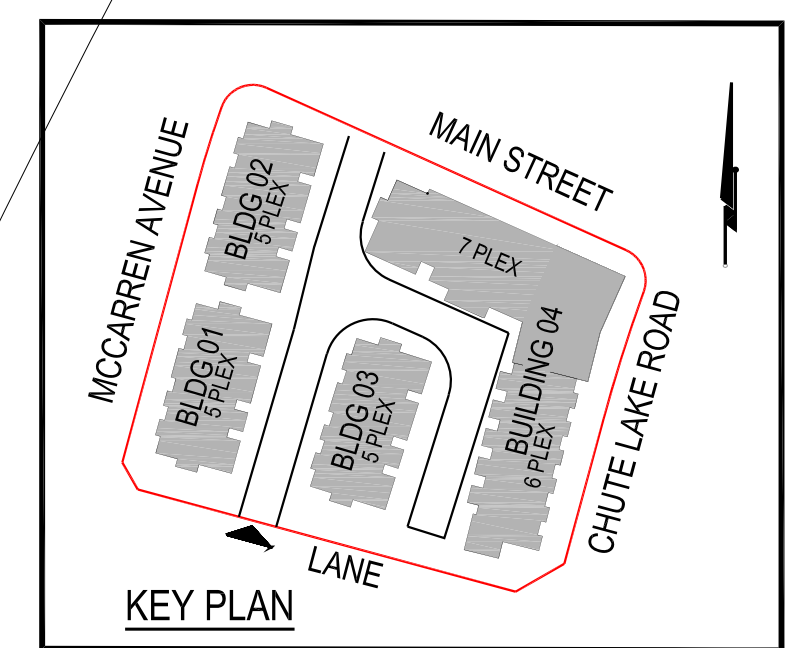 MAIN STREET
MCCARREN AVENUE
BLDG 02
5 PLEX
7 PLEX
BUILDING 04
6 PLEX
BLDG 01
5 PLEX
BLDG 03
5 PLEX
CHUTE LAKE ROAD
LANE
KEY PLAN